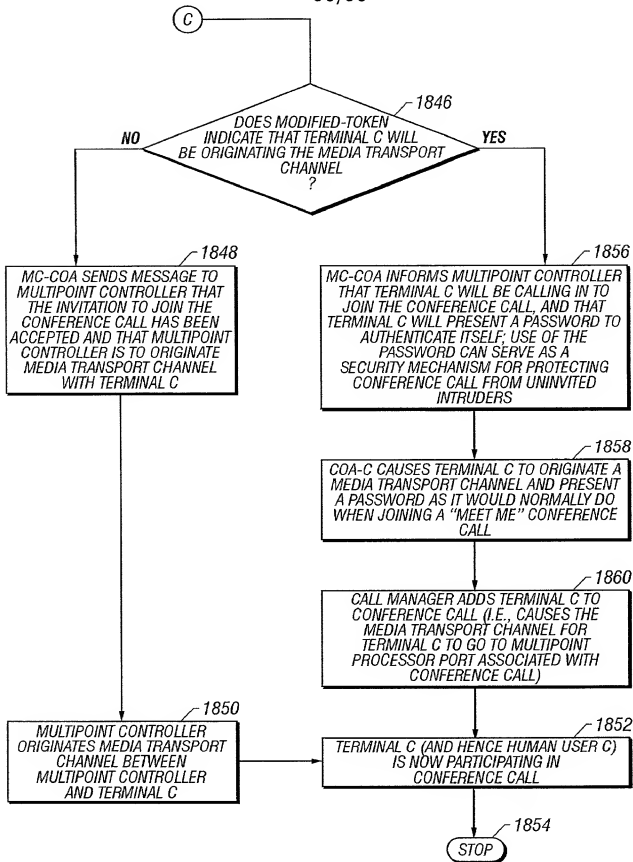 C
1846
DOES MODIFIED-TOKEN
INDICATE THAT TERMINAL C WILL
BE ORIGINATING THE MEDIA TRANSPORT
CHANNEL
?
NO
YES
1848
MC-COA SENDS MESSAGE TO
MULTIPOINT CONTROLLER THAT
THE INVITATION TO JOIN THE
CONFERENCE CALL HAS BEEN
ACCEPTED AND THAT MULTIPOINT
CONTROLLER IS TO ORIGINATE
MEDIA TRANSPORT CHANNEL
WITH TERMINAL C
1856
MC-COA INFORMS MULTIPOINT CONTROLLER
THAT TERMINAL C WILL BE CALLING IN TO
JOIN THE CONFERENCE CALL, AND THAT
TERMINAL C WILL PRESENT A PASSWORD TO
AUTHENTICATE ITSELF; USE OF THE
PASSWORD CAN SERVE AS A
SECURITY MECHANISM FOR PROTECTING
CONFERENCE CALL FROM UNINVITED
INTRUDERS
1858
COA-C CAUSES TERMINAL C TO ORIGINATE A
MEDIA TRANSPORT CHANNEL AND PRESENT
A PASSWORD AS IT WOULD NORMALLY DO
WHEN JOINING A "MEET ME" CONFERENCE
CALL
1860
CALL MANAGER ADDS TERMINAL C TO
CONFERENCE CALL (I.E., CAUSES THE
MEDIA TRANSPORT CHANNEL FOR
TERMINAL C TO GO TO MULTIPOINT
PROCESSOR PORT ASSOCIATED WITH
CONFERENCE CALL)
1850
MULTIPOINT CONTROLLER
ORIGINATES MEDIA TRANSPORT
CHANNEL BETWEEN
MULTIPOINT CONTROLLER
AND TERMINAL C
1852
TERMINAL C (AND HENCE HUMAN USER C)
IS NOW PARTICIPATING IN
CONFERENCE CALL
1854
STOP